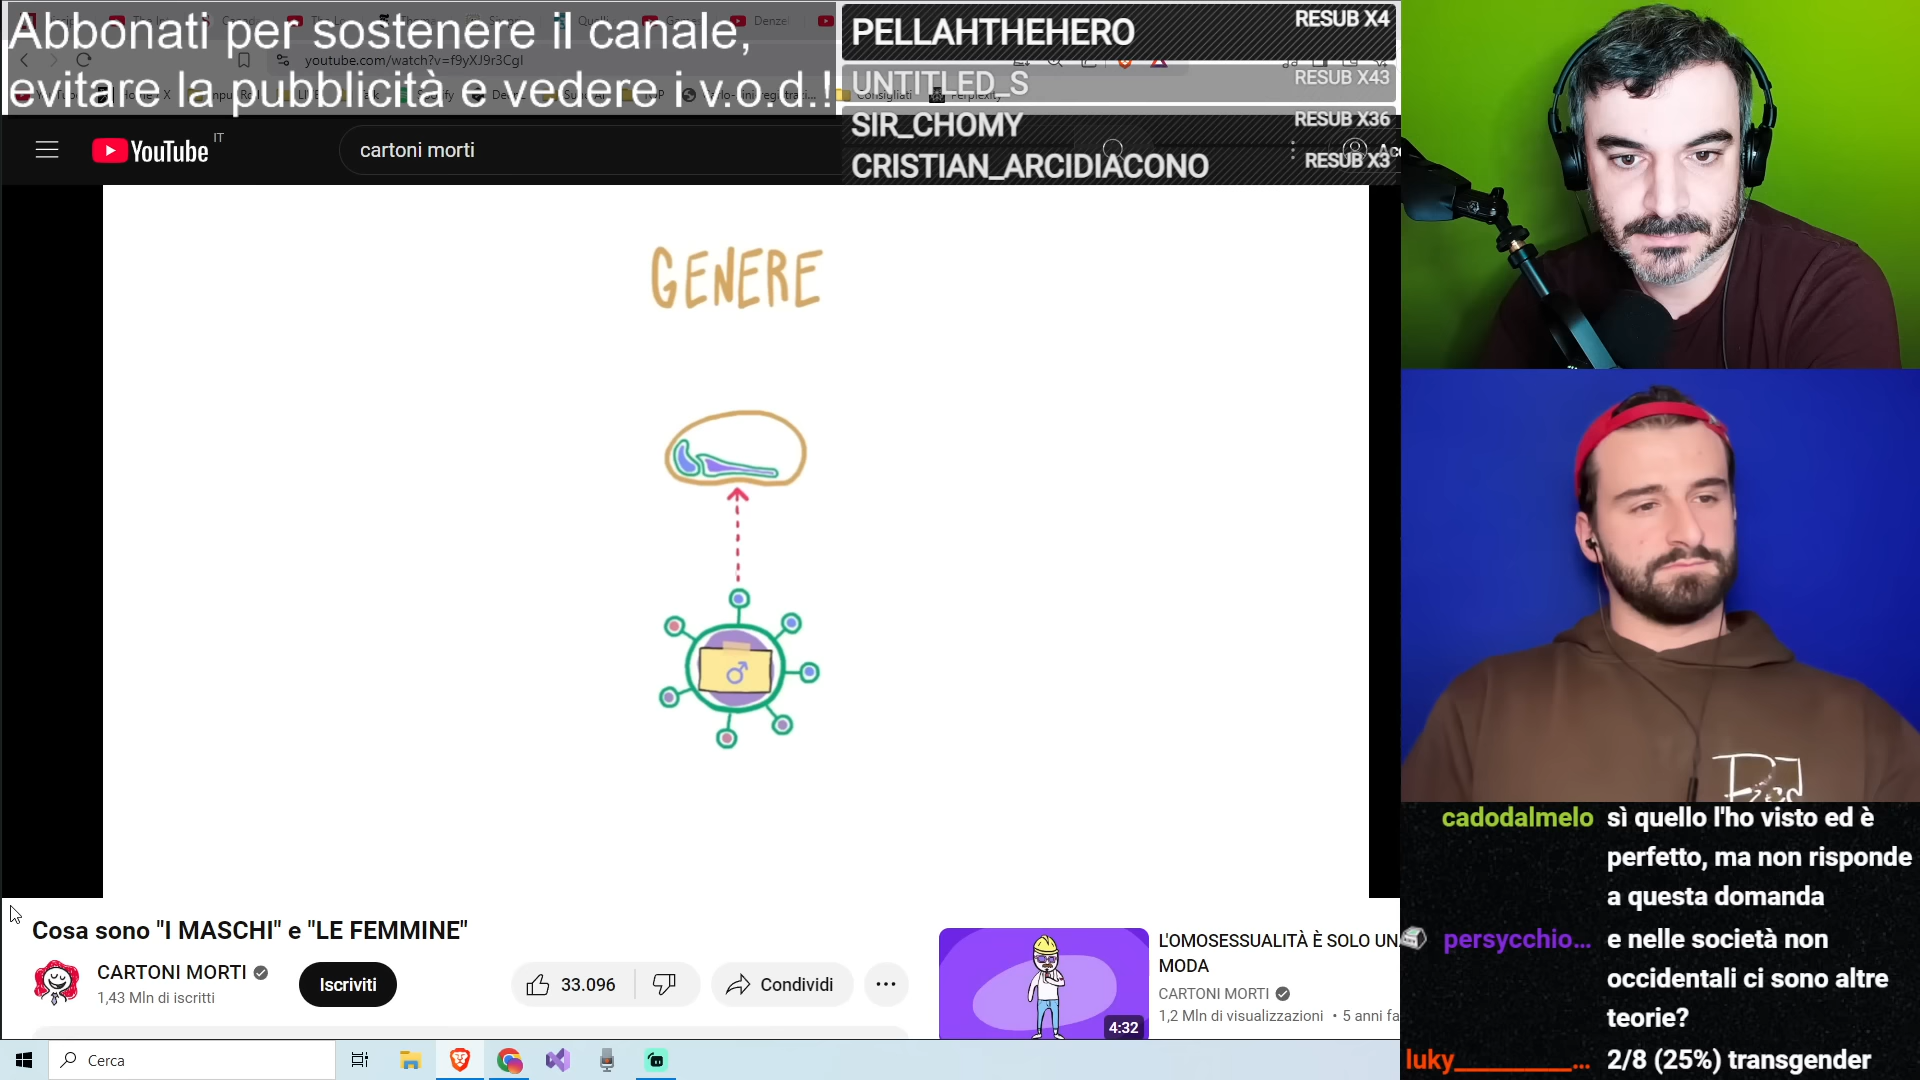 Abbonati per sostenere il canale,
evitare la pubblicità e vedere i v.o.d.!
youtube.com/watch?v=f9yXJ9r3CgI
PELLAHTHEHERO RESUB X4
UNTITLED_S RESUB X43
SIR_CHOMY RESUB X36
CRISTIAN_ARCIDIACONO RESUB X3
YouTube IT
cartoni morti
GENERE
Cosa sono "I MASCHI" e "LE FEMMINE"
CARTONI MORTI
1,43 Mln di iscritti
Iscriviti
33.096
Condividi
L'OMOSESSUALITÀ È SOLO UN
MODA
CARTONI MORTI
1,2 Mln di visualizzazioni • 5 anni fa
4:32
Cerca
cadodalmelo sì quello l'ho visto ed è
perfetto, ma non risponde
a questa domanda
persycchio... e nelle società non
occidentali ci sono altre
teorie?
luky__________... 2/8 (25%) transgender